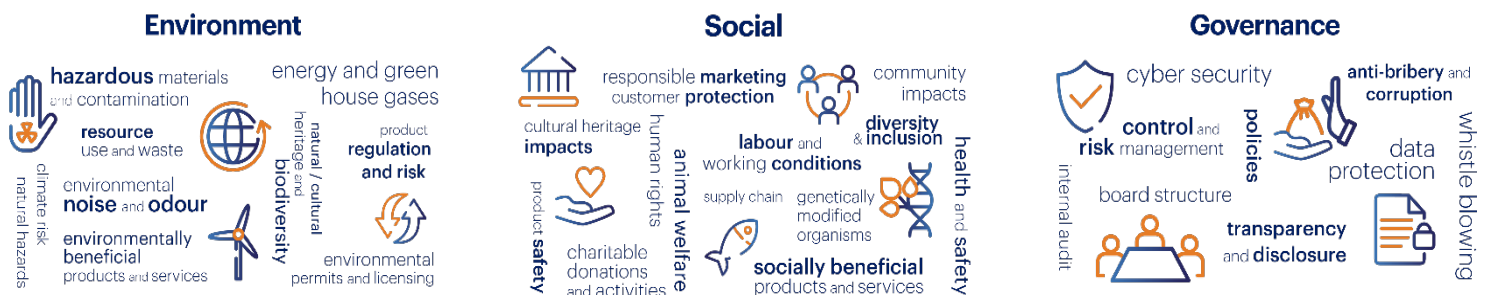 Environment
hazardous materials
and contamination
energy and green
house gases
resource
use and waste
natural / cultural
heritage and
biodiversity
product
regulation
and risk
climate risk
natural hazards
environmental
noise and odour
environmentally
beneficial
products and services
environmental
permits and licensing
Social
responsible marketing
customer protection
community
impacts
cultural heritage
impacts
human rights
animal welfare
labour and
working conditions
diversity
& inclusion
health and safety
product safety
supply chain
genetically
modified
organisms
charitable
donations
and activities
socially beneficial
products and services
Governance
cyber security
anti-bribery and
corruption
control and
risk management
policies
data
protection
whistle blowing
internal audit
board structure
transparency
and disclosure